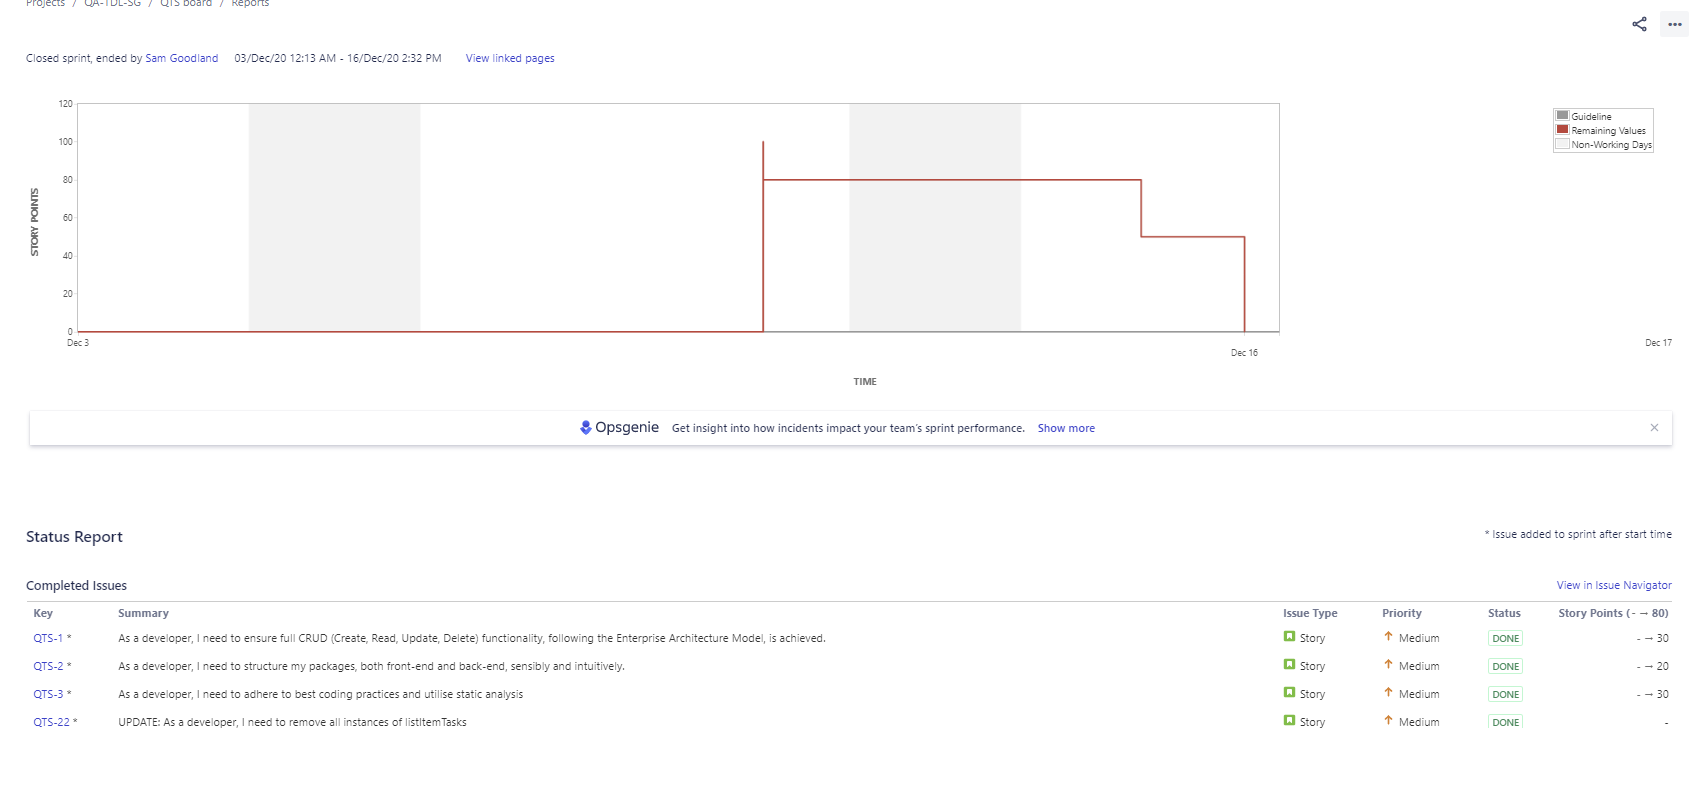 Projects / QA-TDL-SG / QTS board / Reports
Closed sprint, ended by Sam Goodland 03/Dec/20 12:13 AM - 16/Dec/20 2:32 PM View linked pages
120
100
80
60
40
20
0
STORY POINTS
Dec 3
Dec 16
Dec 17
TIME
Guideline
Remaining Values
Non-Working Days
Opsgenie Get insight into how incidents impact your team's sprint performance. Show more
Status Report
* Issue added to sprint after start time
Completed Issues
View in Issue Navigator
Key Summary Issue Type Priority Status Story Points (- → 80)
QTS-1 * As a developer, I need to ensure full CRUD (Create, Read, Update, Delete) functionality, following the Enterprise Architecture Model, is achieved. Story Medium DONE - → 30
QTS-2 * As a developer, I need to structure my packages, both front-end and back-end, sensibly and intuitively. Story Medium DONE - → 20
QTS-3 * As a developer, I need to adhere to best coding practices and utilise static analysis Story Medium DONE - → 30
QTS-22 * UPDATE: As a developer, I need to remove all instances of listItemTasks Story Medium DONE -